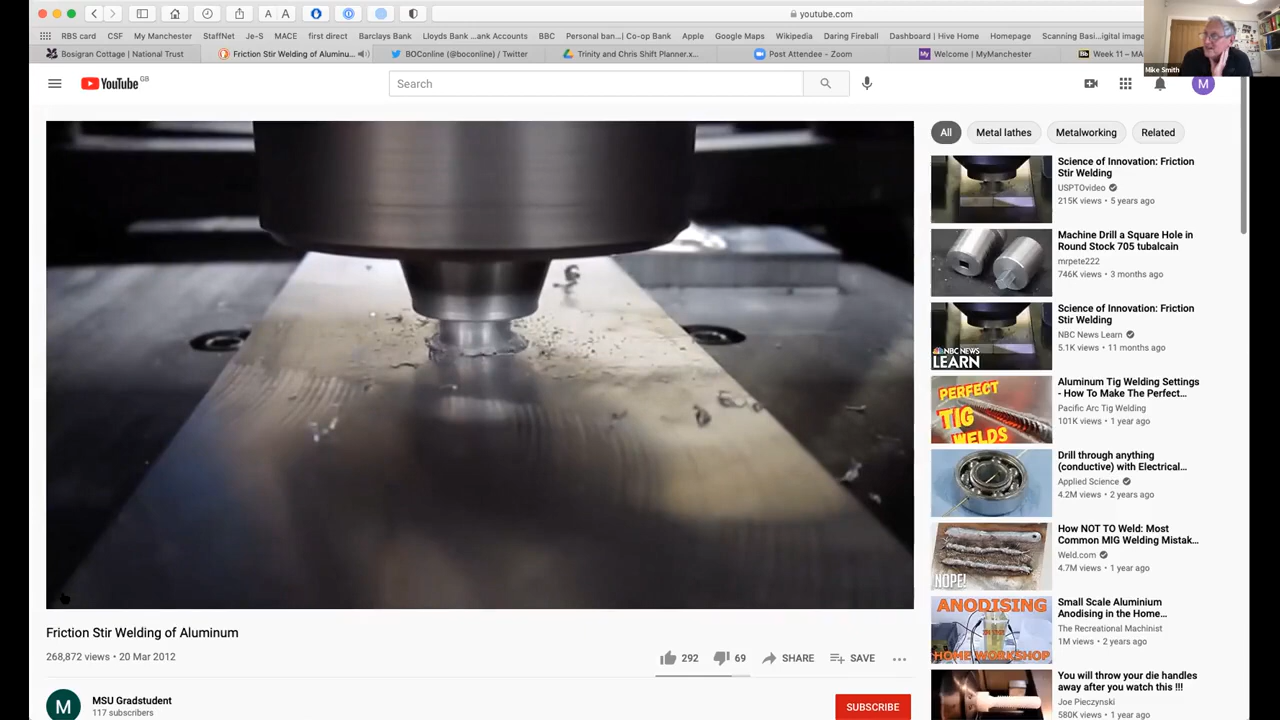 youtube.com
RBS card CSF My Manchester StaffNet Je-S MACE first direct Barclays Bank Lloyds Bank ...ank Accounts BBC Personal ban...| Co-op Bank Apple Google Maps Wikipedia Daring Fireball Dashboard | Hive Home Homepage Scanning Basi...igital image
Bosigran Cottage | National Trust
Friction Stir Welding of Aluminu...
BOConline (@boconline) / Twitter
Trinity and Chris Shift Planner.x...
Post Attendee - Zoom
Welcome | MyManchester
Week 11 – MA
Mike Smith
YouTube GB
Search
M
All
Metal lathes
Metalworking
Related
Science of Innovation: Friction
Stir Welding
USPTOvideo
215K views • 5 years ago
Machine Drill a Square Hole in
Round Stock 705 tubalcain
mrpete222
746K views • 3 months ago
NBC NEWS
LEARN
Science of Innovation: Friction
Stir Welding
NBC News Learn
5.1K views • 11 months ago
PERFECT
TIG
WELDS
Aluminum Tig Welding Settings
- How To Make The Perfect...
Pacific Arc Tig Welding
101K views • 1 year ago
Drill through anything
(conductive) with Electrical...
Applied Science
4.2M views • 2 years ago
NOPE!
How NOT TO Weld: Most
Common MIG Welding Mistak...
Weld.com
4.7M views • 1 year ago
ANODISING
HOME WORKSHOP
Small Scale Aluminium
Anodising in the Home...
The Recreational Machinist
1M views • 2 years ago
You will throw your die handles
away after you watch this !!!
Joe Pieczynski
580K views • 1 year ago
Friction Stir Welding of Aluminum
268,872 views • 20 Mar 2012
292
69
SHARE
SAVE
M
MSU Gradstudent
117 subscribers
SUBSCRIBE